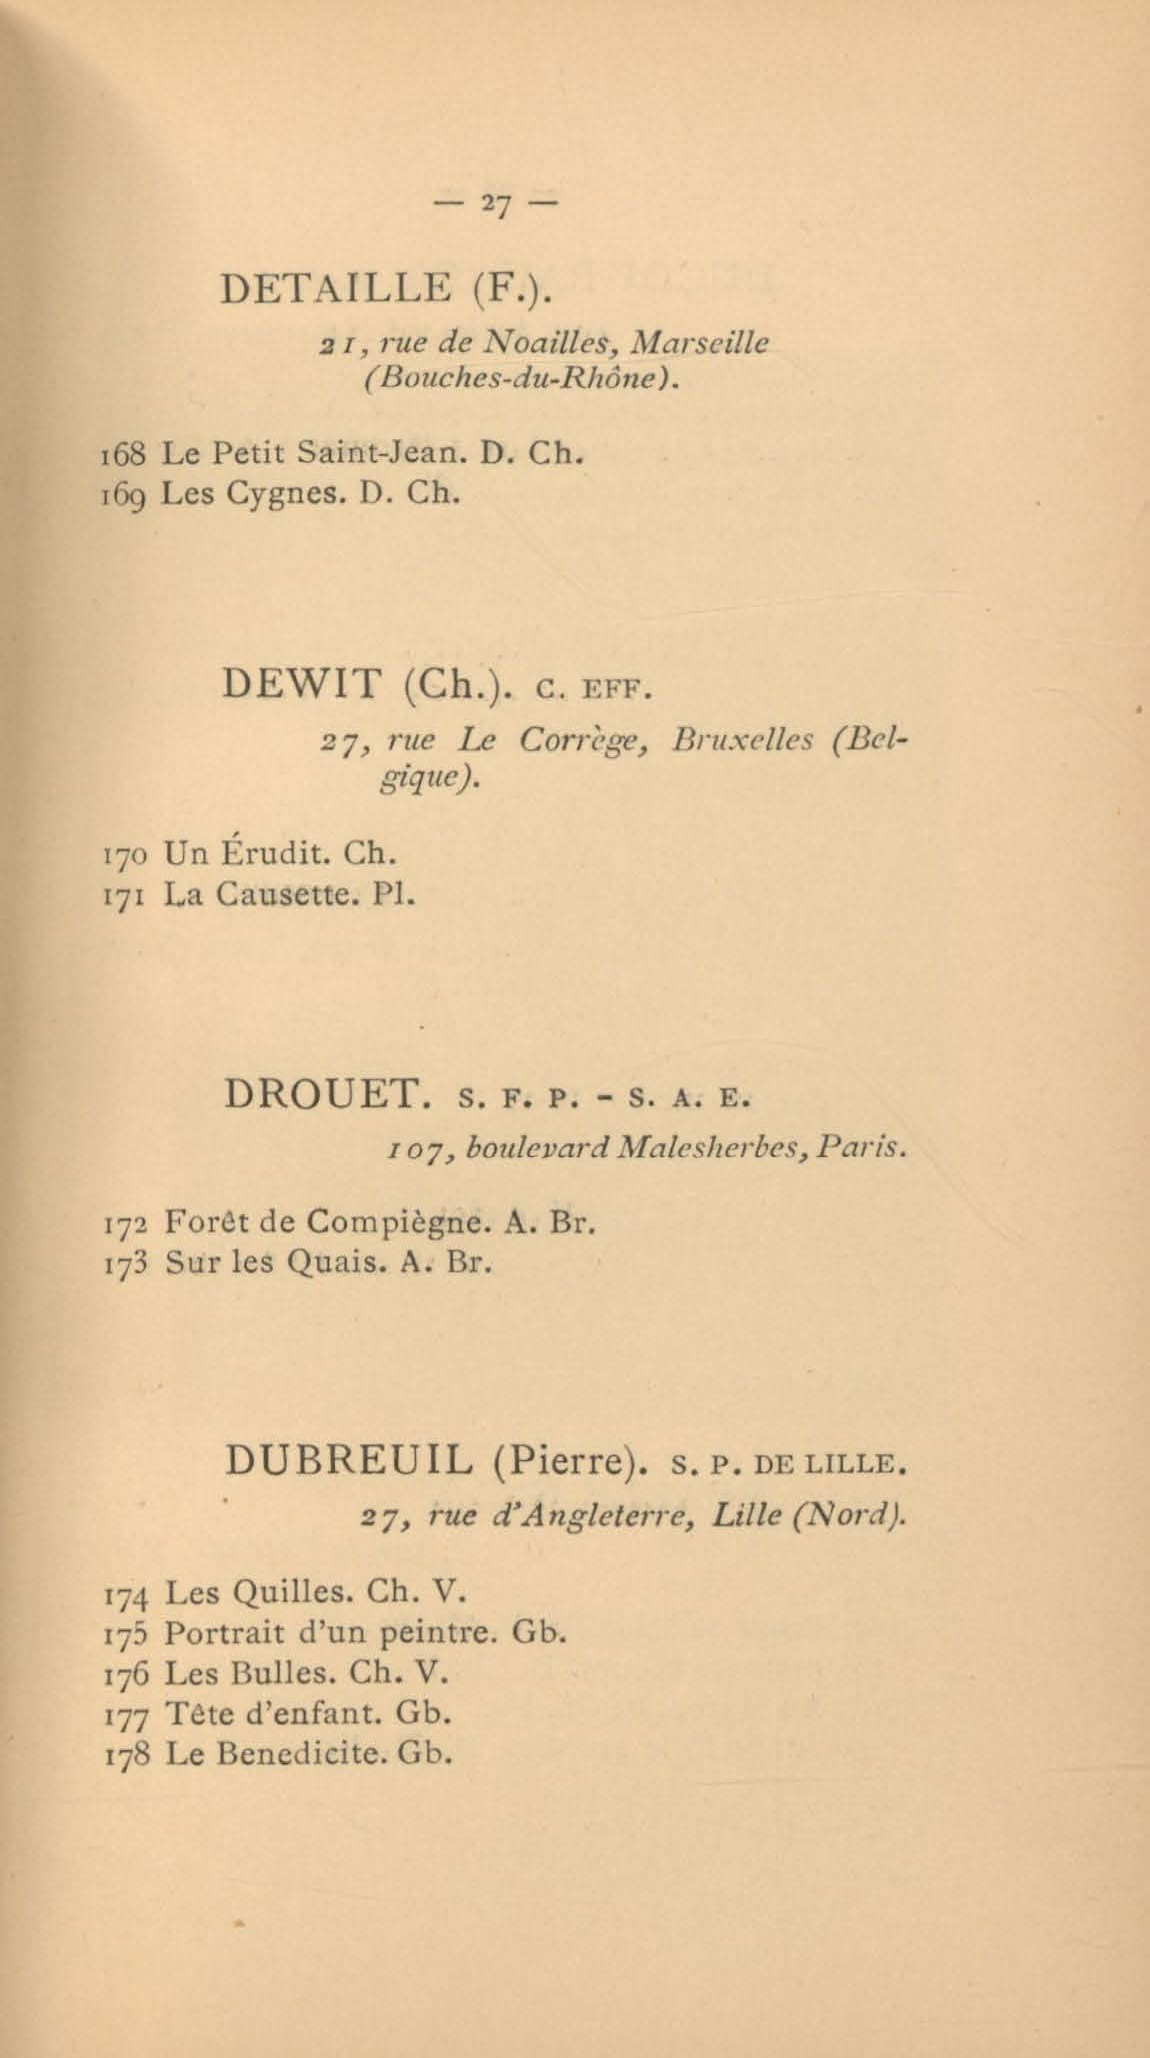 — 27 —
DETAILLE (F.).
21, rue de Noailles, Marseille
(Bouches-du-Rhône).
168 Le Petit Saint-Jean. D. Ch.
169 Les Cygnes. D. Ch.
DEWIT (Ch.). C. EFF.
27, rue Le Corrège, Bruxelles (Bel-
gique).
170 Un Érudit. Ch.
171 La Causette. Pl.
DROUET. S. F. P. - S. A. E.
107, boulevard Malesherbes, Paris.
172 Forêt de Compiègne. A. Br.
173 Sur les Quais. A. Br.
DUBREUIL (Pierre). S. P. DE LILLE.
27, rue d'Angleterre, Lille (Nord).
174 Les Quilles. Ch. V.
175 Portrait d'un peintre. Gb.
176 Les Bulles. Ch. V.
177 Tête d'enfant. Gb.
178 Le Benedicite. Gb.